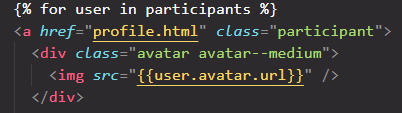 {% for user in participants %}
<a href="profile.html" class="participant">
<div class="avatar avatar--medium">
<img src="{{user.avatar.url}}" />
</div>